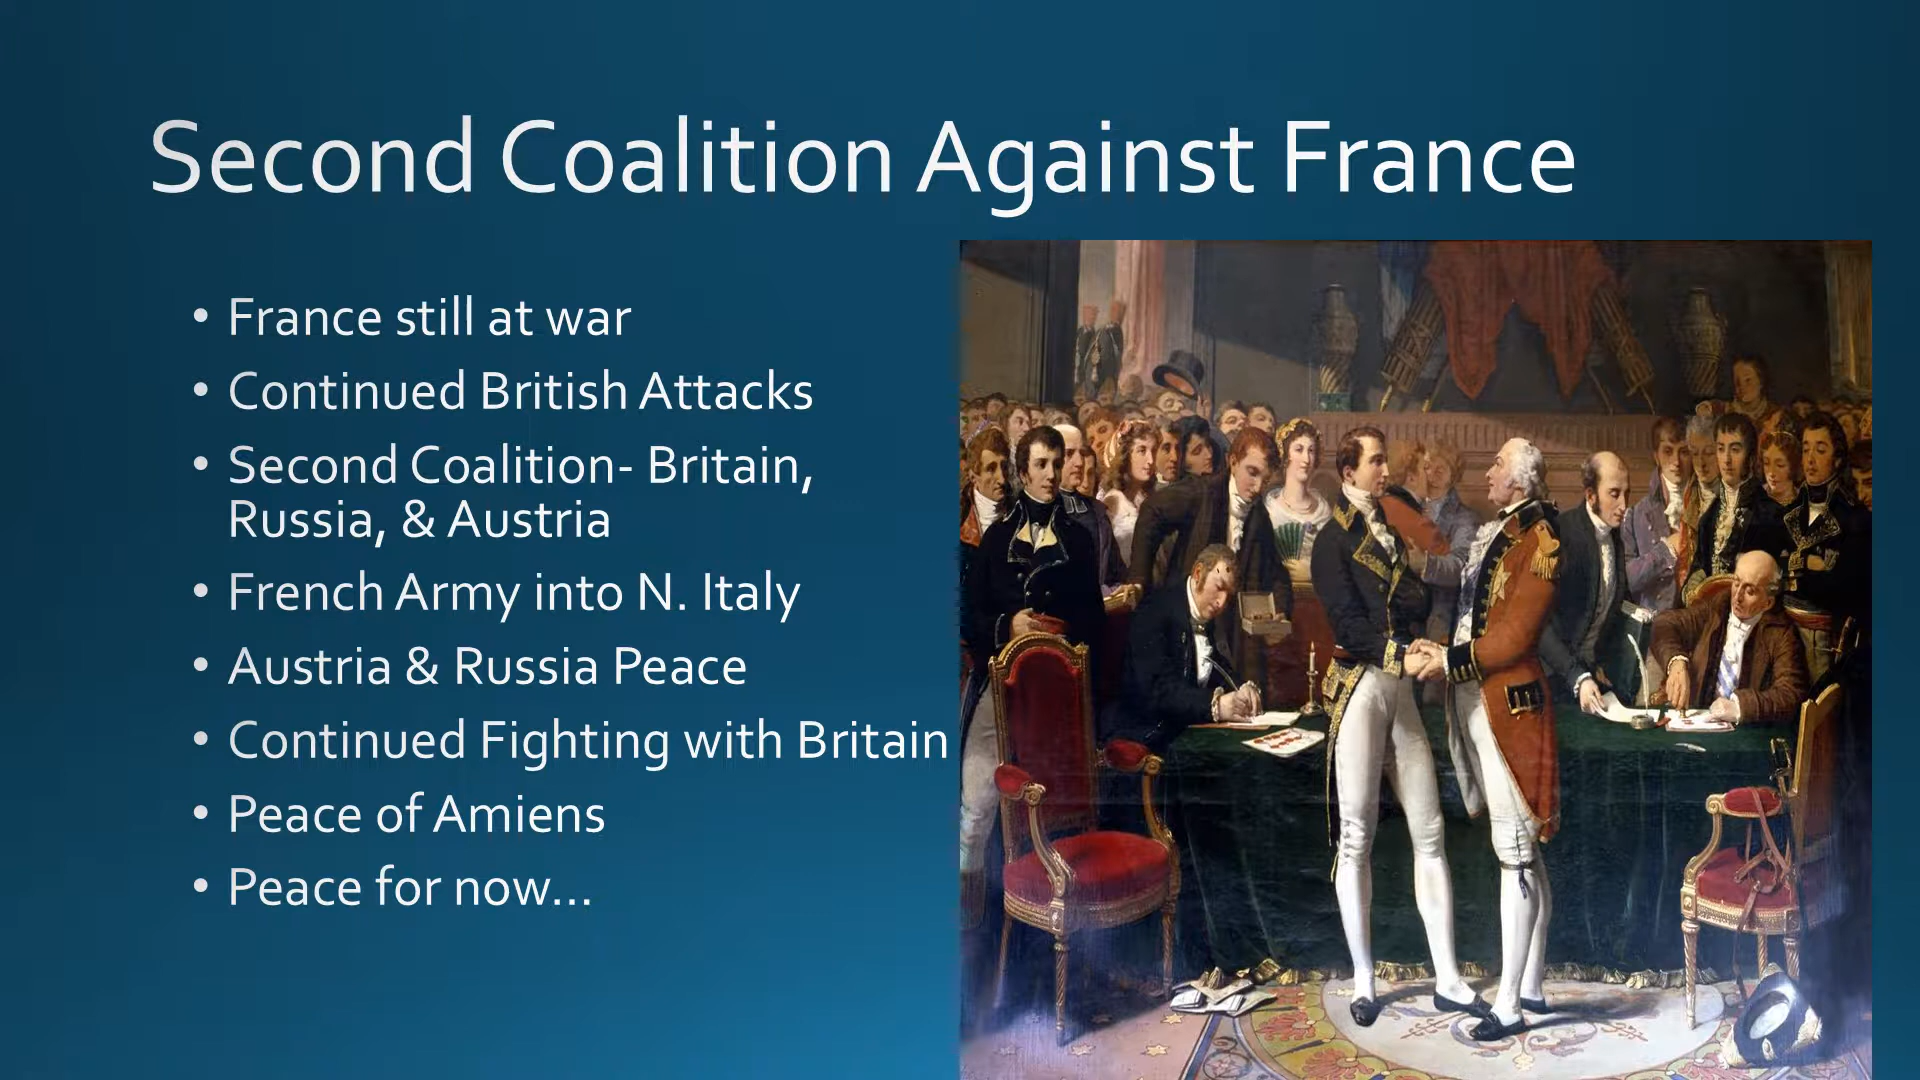 Second Coalition Against France
• France still at war
• Continued British Attacks
• Second Coalition- Britain,
Russia, & Austria
• French Army into N. Italy
• Austria & Russia Peace
• Continued Fighting with Britain
• Peace of Amiens
• Peace for now...